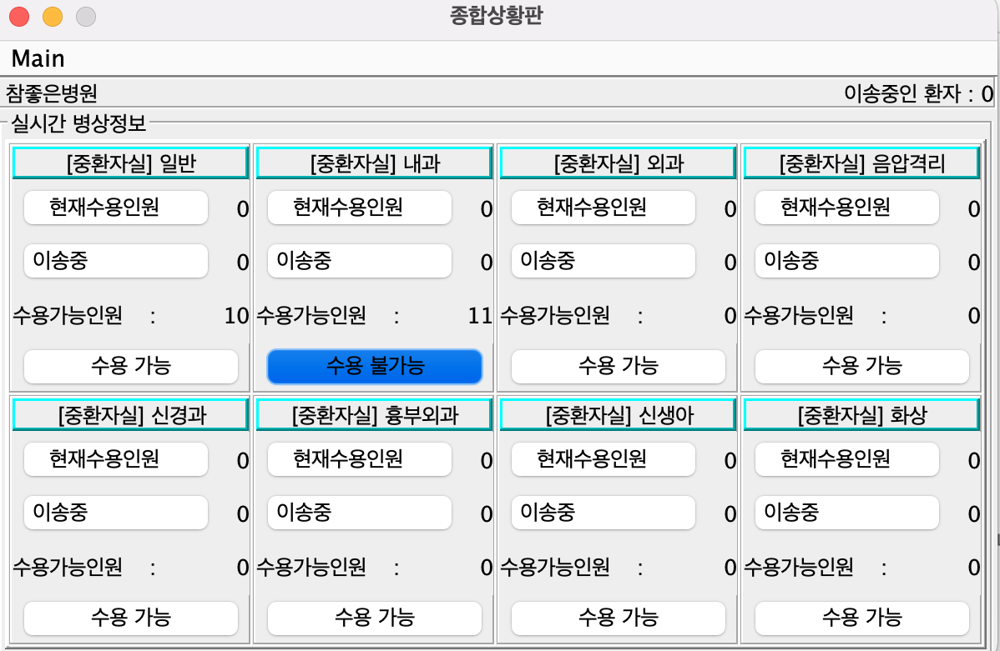 종합상황판
Main
참좋은병원 이송중인 환자 : 0
실시간 병상정보
[중환자실] 일반 [중환자실] 내과 [중환자실] 외과 [중환자실] 음압격리
현재수용인원 0 현재수용인원 0 현재수용인원 0 현재수용인원 0
이송중 0 이송중 0 이송중 0 이송중 0
수용가능인원 : 10 수용가능인원 : 11 수용가능인원 : 0 수용가능인원 : 0
수용 가능 수용 불가능 수용 가능 수용 가능
[중환자실] 신경과 [중환자실] 흉부외과 [중환자실] 신생아 [중환자실] 화상
현재수용인원 0 현재수용인원 0 현재수용인원 0 현재수용인원 0
이송중 0 이송중 0 이송중 0 이송중 0
수용가능인원 : 0 수용가능인원 : 0 수용가능인원 : 0 수용가능인원 : 0
수용 가능 수용 가능 수용 가능 수용 가능